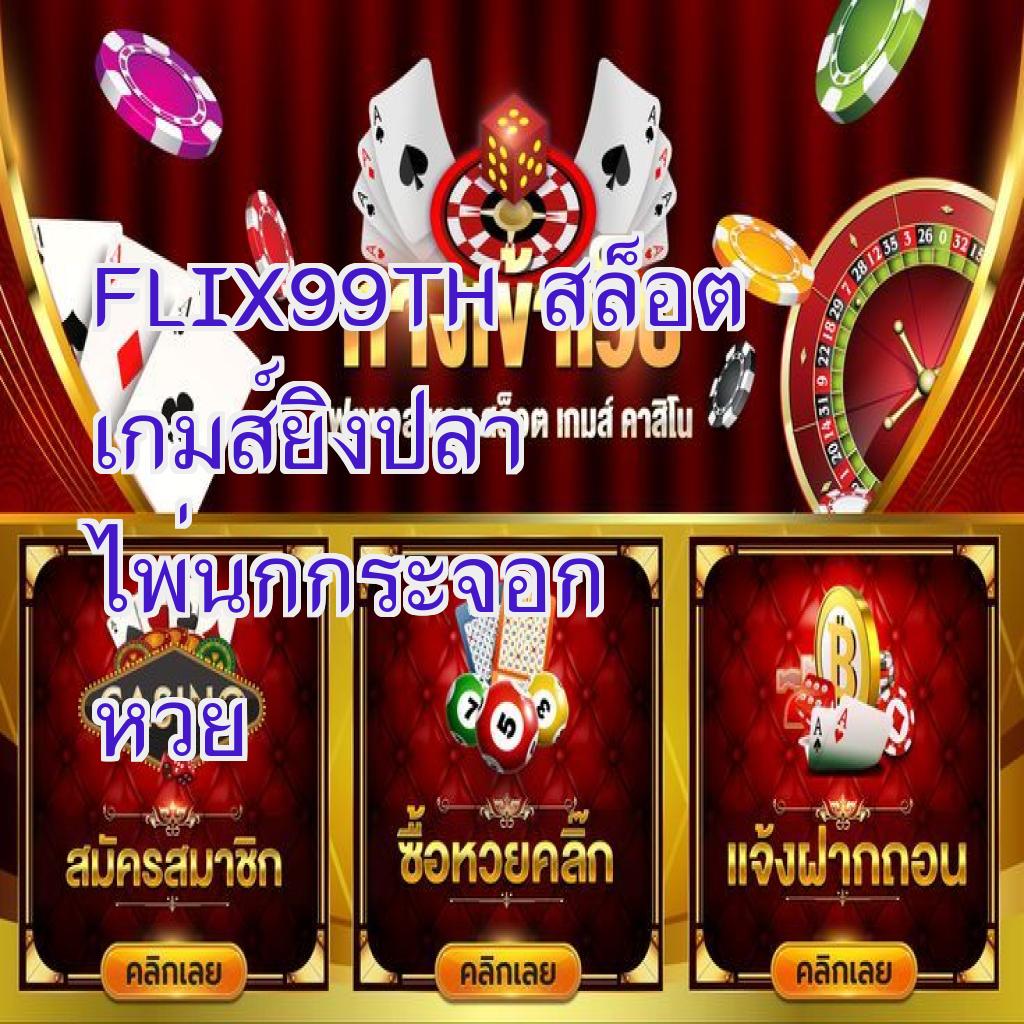 FLIX99TH สล็อต
เกมส์ยิงปลา
สล็อต เกมส์ คาสิโน
ไพ่นกกระจอก
หวย
สมัครสมาชิก
ซื้อหวยคลิ๊ก
แจ้งฝากถอน
คลิกเลย
คลิกเลย
คลิกเลย